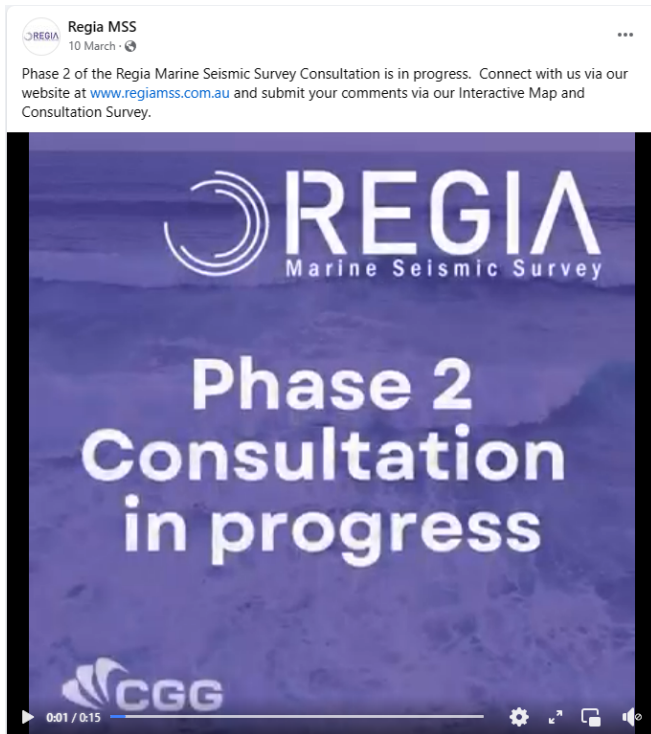 REGIA
Regia MSS
10 March ·
Phase 2 of the Regia Marine Seismic Survey Consultation is in progress.  Connect with us via our
website at www.regiamss.com.au and submit your comments via our Interactive Map and
Consultation Survey.
REGIA
Marine Seismic Survey
Phase 2
Consultation
in progress
CGG
0:01 / 0:15